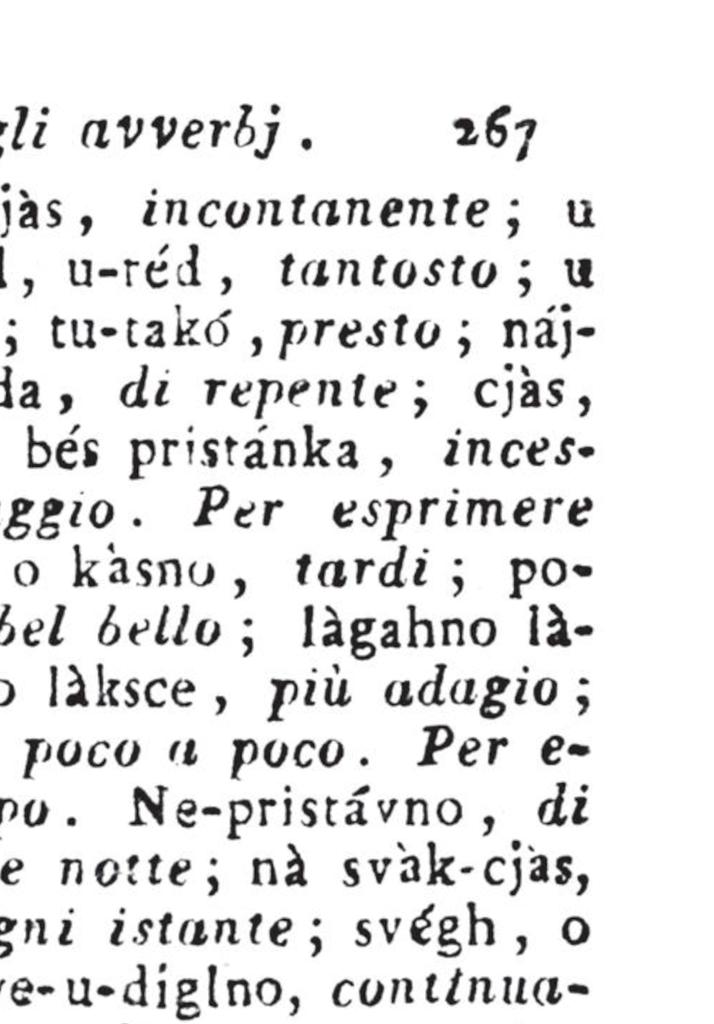 gli avverbj. 267
jàs, incontanente; u
l, u-réd, tantosto; u
; tu-takó, presto; náj-
da, di repente; cjàs,
bés pristánka, inces-
aggio. Per esprimere
o kàsno, tardi; po-
bel bello; làgahno là-
o làksce, più adagio;
poco a poco. Per e-
po. Ne-pristávno, di
e notte; nà svàk-cjàs,
gni istante; svégh, o
ve-u-diglno, continua-